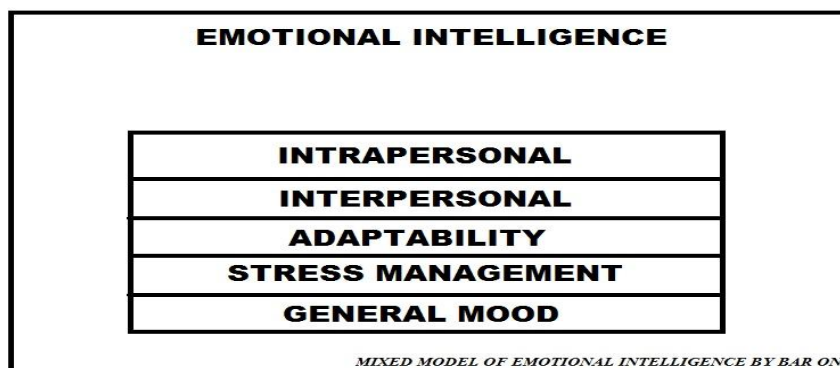 EMOTIONAL INTELLIGENCE
INTRAPERSONAL
INTERPERSONAL
ADAPTABILITY
STRESS MANAGEMENT
GENERAL MOOD
MIXED MODEL OF EMOTIONAL INTELLIGENCE BY BAR ON